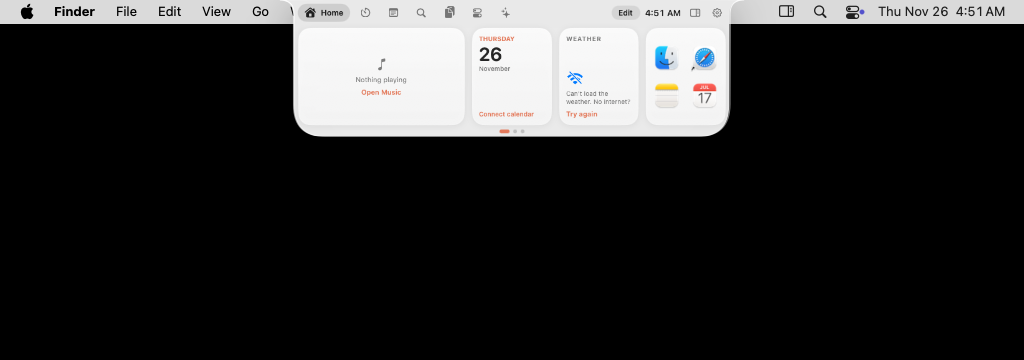 Finder File Edit View Go
Home
Edit 4:51 AM
Thu Nov 26 4:51 AM
Nothing playing
Open Music
THURSDAY
26
November
Connect calendar
WEATHER
Can't load the
weather. No internet?
Try again
JUL
17